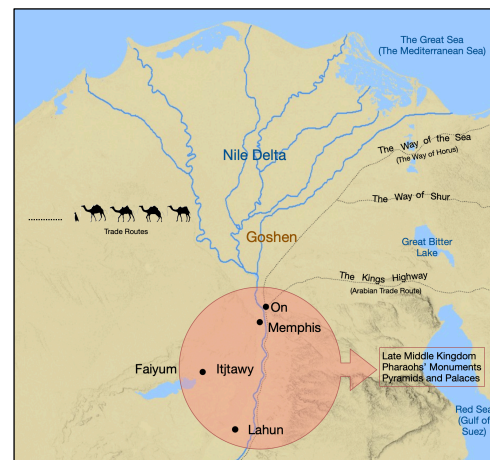 The Great Sea
(The Mediterranean Sea)
The Way of the Sea
(The Way of Horus)
Nile Delta
The Way of Shur
Trade Routes
Goshen
Great Bitter
Lake
The Kings Highway
(Arabian Trade Route)
On
Memphis
Late Middle Kingdom
Pharaohs' Monuments
Pyramids and Palaces
Faiyum
Itjtawy
Red Sea
(Gulf of
Suez)
Lahun